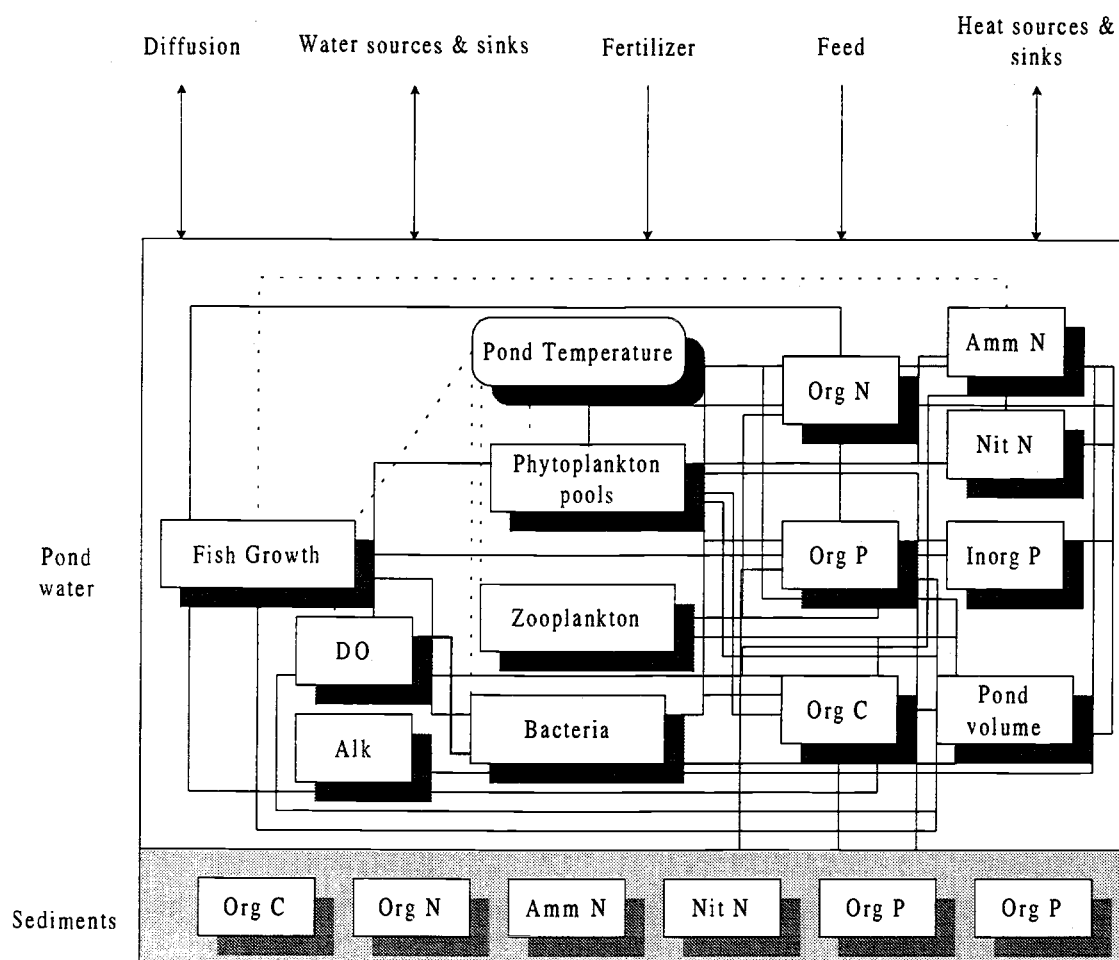 Diffusion
Water sources & sinks
Fertilizer
Feed
Heat sources &
sinks
Pond Temperature
Amm N
Org N
Nit N
Phytoplankton
pools
Fish Growth
Org P
Inorg P
Pond
water
Zooplankton
DO
Org C
Pond
volume
Bacteria
Alk
Sediments
Org C
Org N
Amm N
Nit N
Org P
Org P